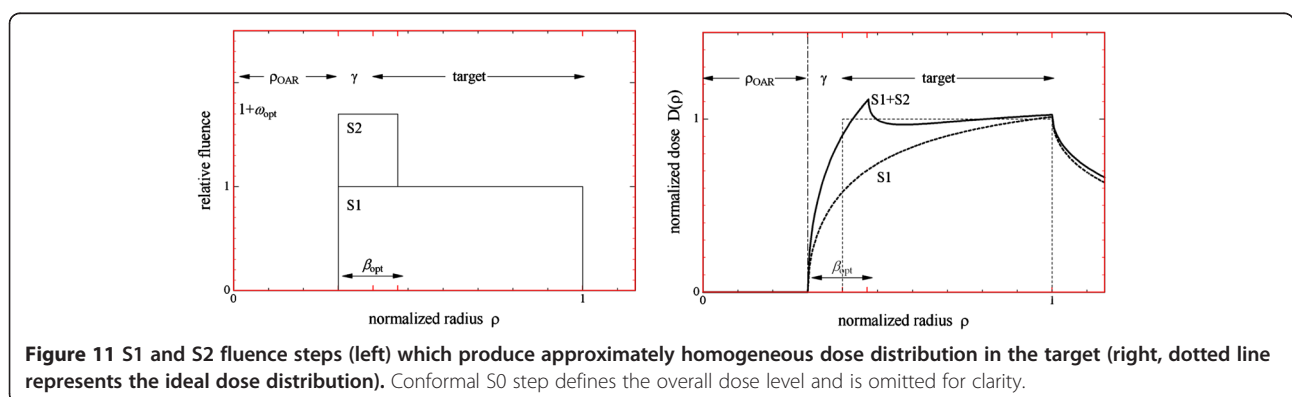 ρOAR γ target
1+ωopt
S2
relative fluence
1
S1
βopt
0 1
normalized radius ρ
ρOAR γ target
S1+S2
1
normalized dose D(ρ)
S1
βopt
0
0 1
normalized radius ρ
Figure 11 S1 and S2 fluence steps (left) which produce approximately homogeneous dose distribution in the target (right, dotted line
represents the ideal dose distribution). Conformal S0 step defines the overall dose level and is omitted for clarity.